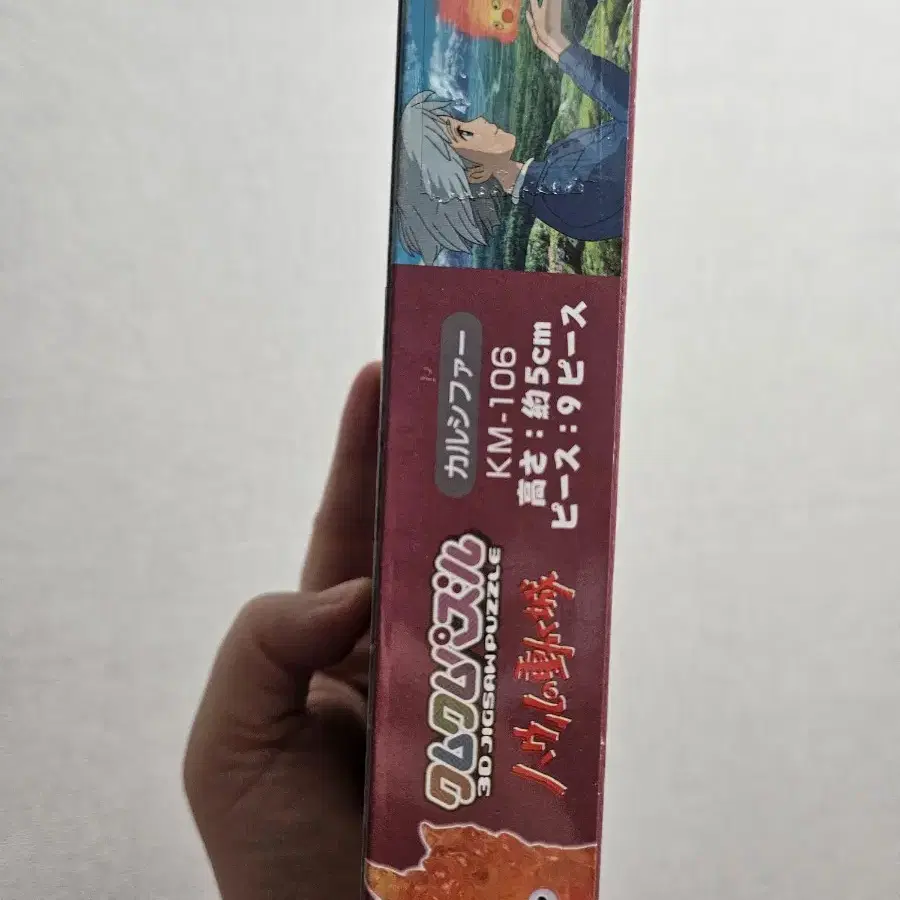 カルシファー
KM-106
高さ：約5cm
ピース：9ピース
クムクムパズル
3D JIGSAW PUZZLE
ハウルの動く城